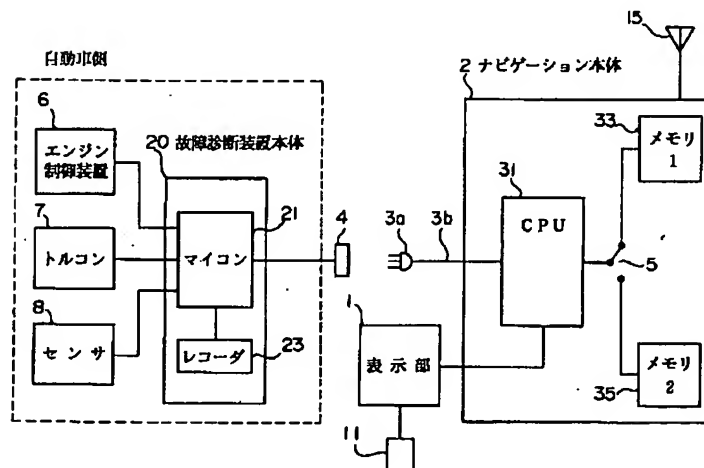 自動車側
6
エンジン
制御装置
7
トルコン
8
センサ
20 故障診断装置本体
21
マイコン
レコーダ
23
4
3a
3b
1
表示部
11
15
2 ナビゲーション本体
31
CPU
33
メモリ
1
5
メモリ
2
35